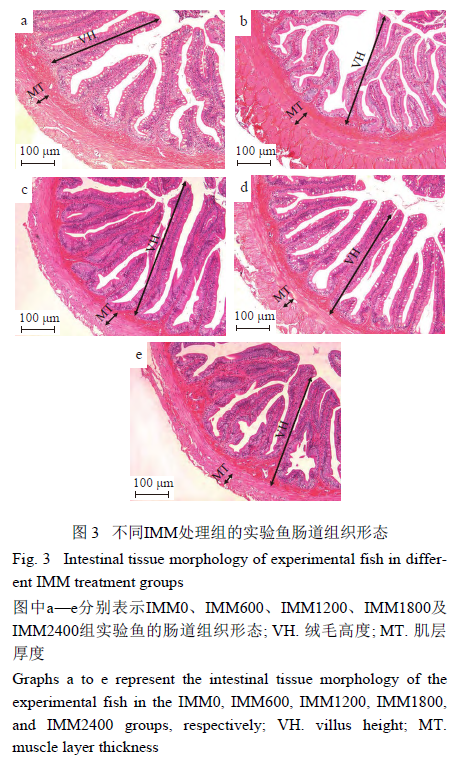 a
VH
MT
100 μm
b
VH
MT
100 μm
c
VH
MT
100 μm
d
VH
MT
100 μm
e
VH
MT
100 μm
图 3 不同IMM处理组的实验鱼肠道组织形态
Fig. 3 Intestinal tissue morphology of experimental fish in differ-
ent IMM treatment groups
图中a—e分别表示IMM0、IMM600、IMM1200、IMM1800及
IMM2400组实验鱼的肠道组织形态; VH. 绒毛高度; MT. 肌层
厚度
Graphs a to e represent the intestinal tissue morphology of the
experimental fish in the IMM0, IMM600, IMM1200, IMM1800,
and IMM2400 groups, respectively; VH. villus height; MT.
muscle layer thickness